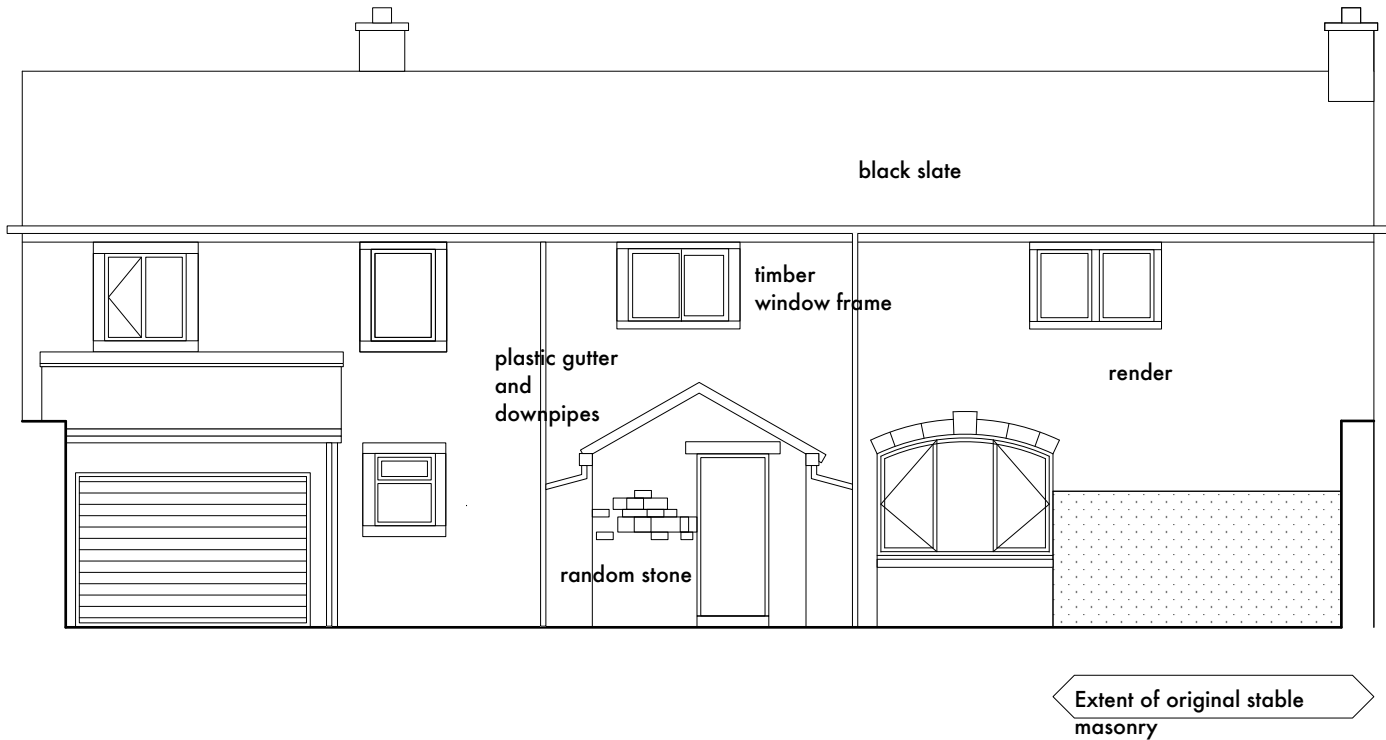 black slate
timber
window frame
plastic gutter
and
downpipes
render
random stone
Extent of original stable
masonry